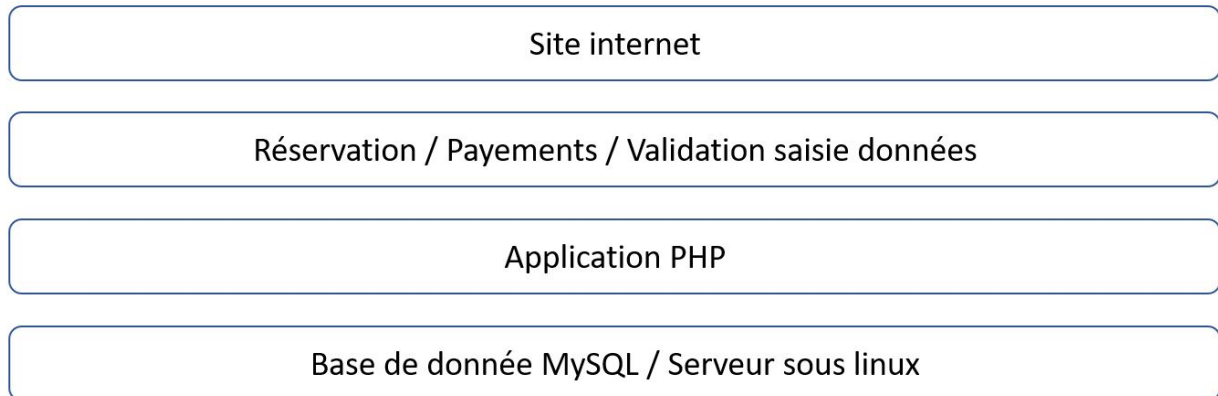 Site internet
Réservation / Payements / Validation saisie données
Application PHP
Base de donnée MySQL / Serveur sous linux